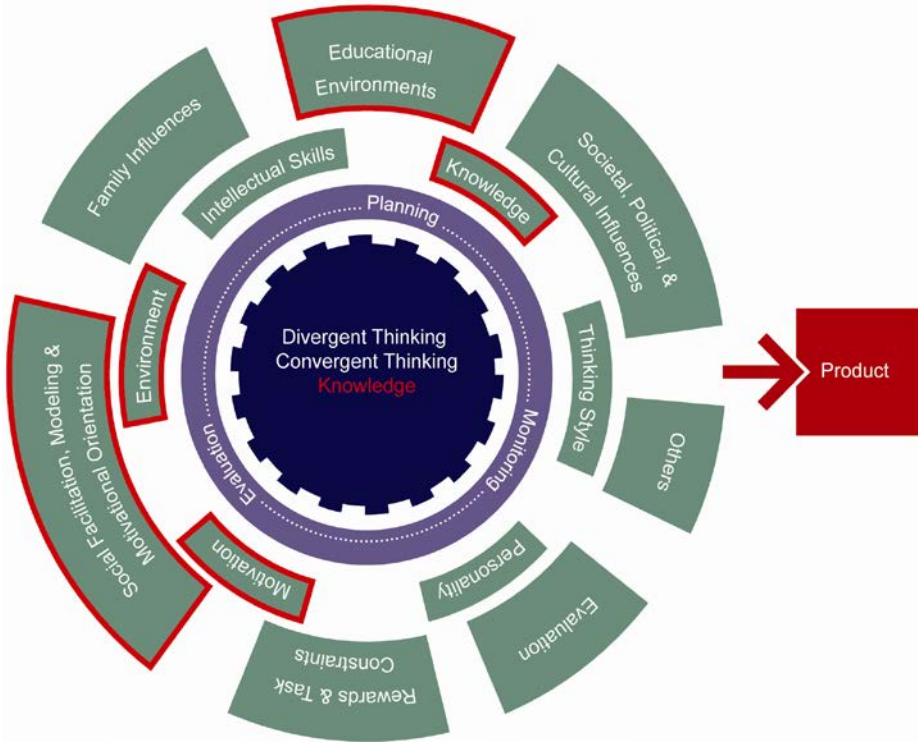 Educational
Environments
Family Influences
Intellectual Skills
Knowledge
Societal, Political, &
Cultural Influences
Planning
Environment
Divergent Thinking
Convergent Thinking
Knowledge
Thinking Style
Product
Social Facilitation, Modeling &
Motivational Orientation
Evaluation
Monitoring
Others
Motivation
Personality
Evaluation
Rewards & Task
Constraints